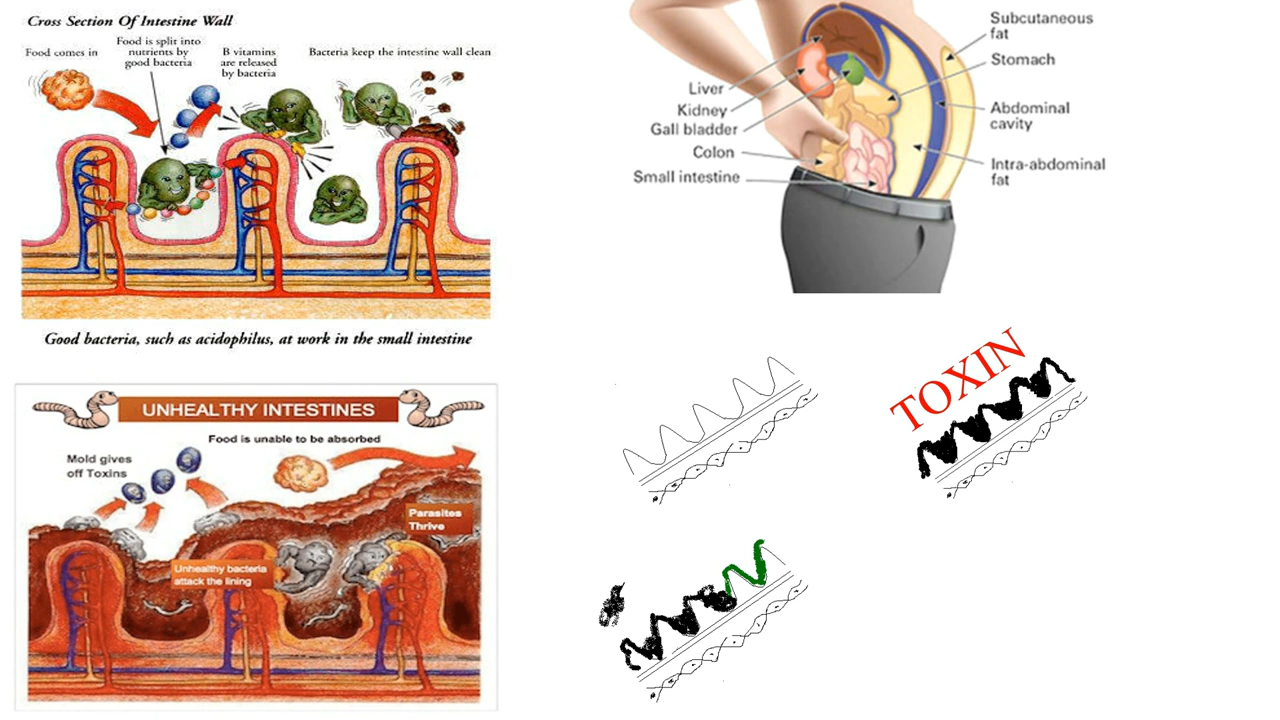 Cross Section Of Intestine Wall
Food comes in
Food is split into
nutrients by
good bacteria
B vitamins
are released
by bacteria
Bacteria keep the intestine wall clean
Good bacteria, such as acidophilus, at work in the small intestine
Subcutaneous
fat
Stomach
Liver
Kidney
Gall bladder
Colon
Small intestine
Abdominal
cavity
Intra-abdominal
fat
UNHEALTHY INTESTINES
Food is unable to be absorbed
Mold gives
off Toxins
Parasites
Thrive
Unhealthy bacteria
attack the lining
TOXIN